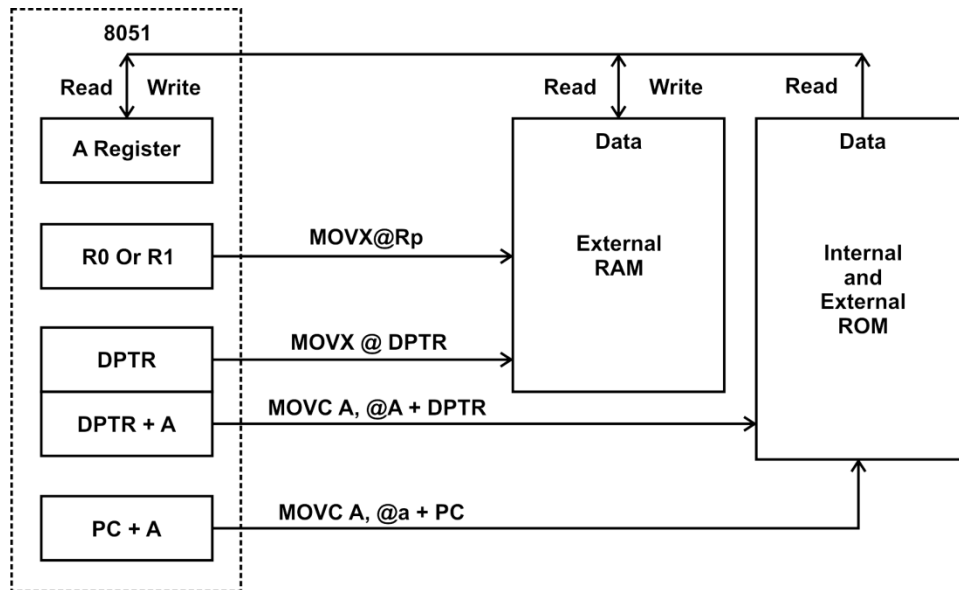 8051
Read Write
Read Write
Read
A Register
Data
Data
R0 Or R1
MOVX@Rp
External
RAM
Internal
and
External
ROM
DPTR
MOVX @ DPTR
DPTR + A
MOVC A, @A + DPTR
PC + A
MOVC A, @a + PC